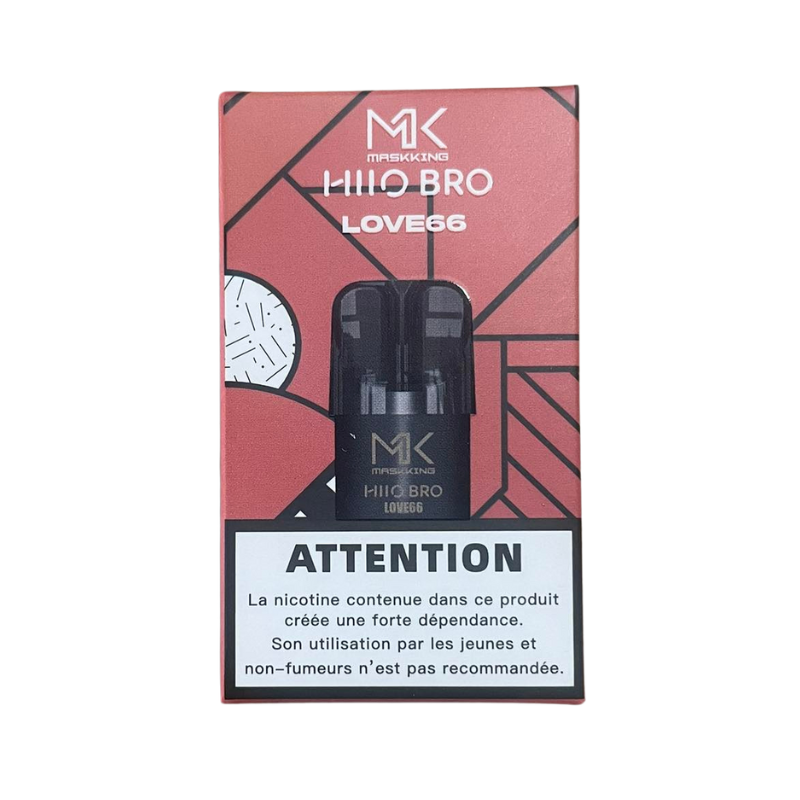 MK
MASKKING
HIIO BRO
LOVE66
MK
MASKKING
HIIO BRO
LOVE66
ATTENTION
La nicotine contenue dans ce produit
créée une forte dépendance.
Son utilisation par les jeunes et
non-fumeurs n'est pas recommandée.